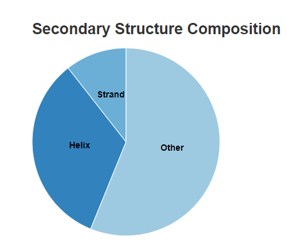 Secondary Structure Composition
Strand
Helix
Other